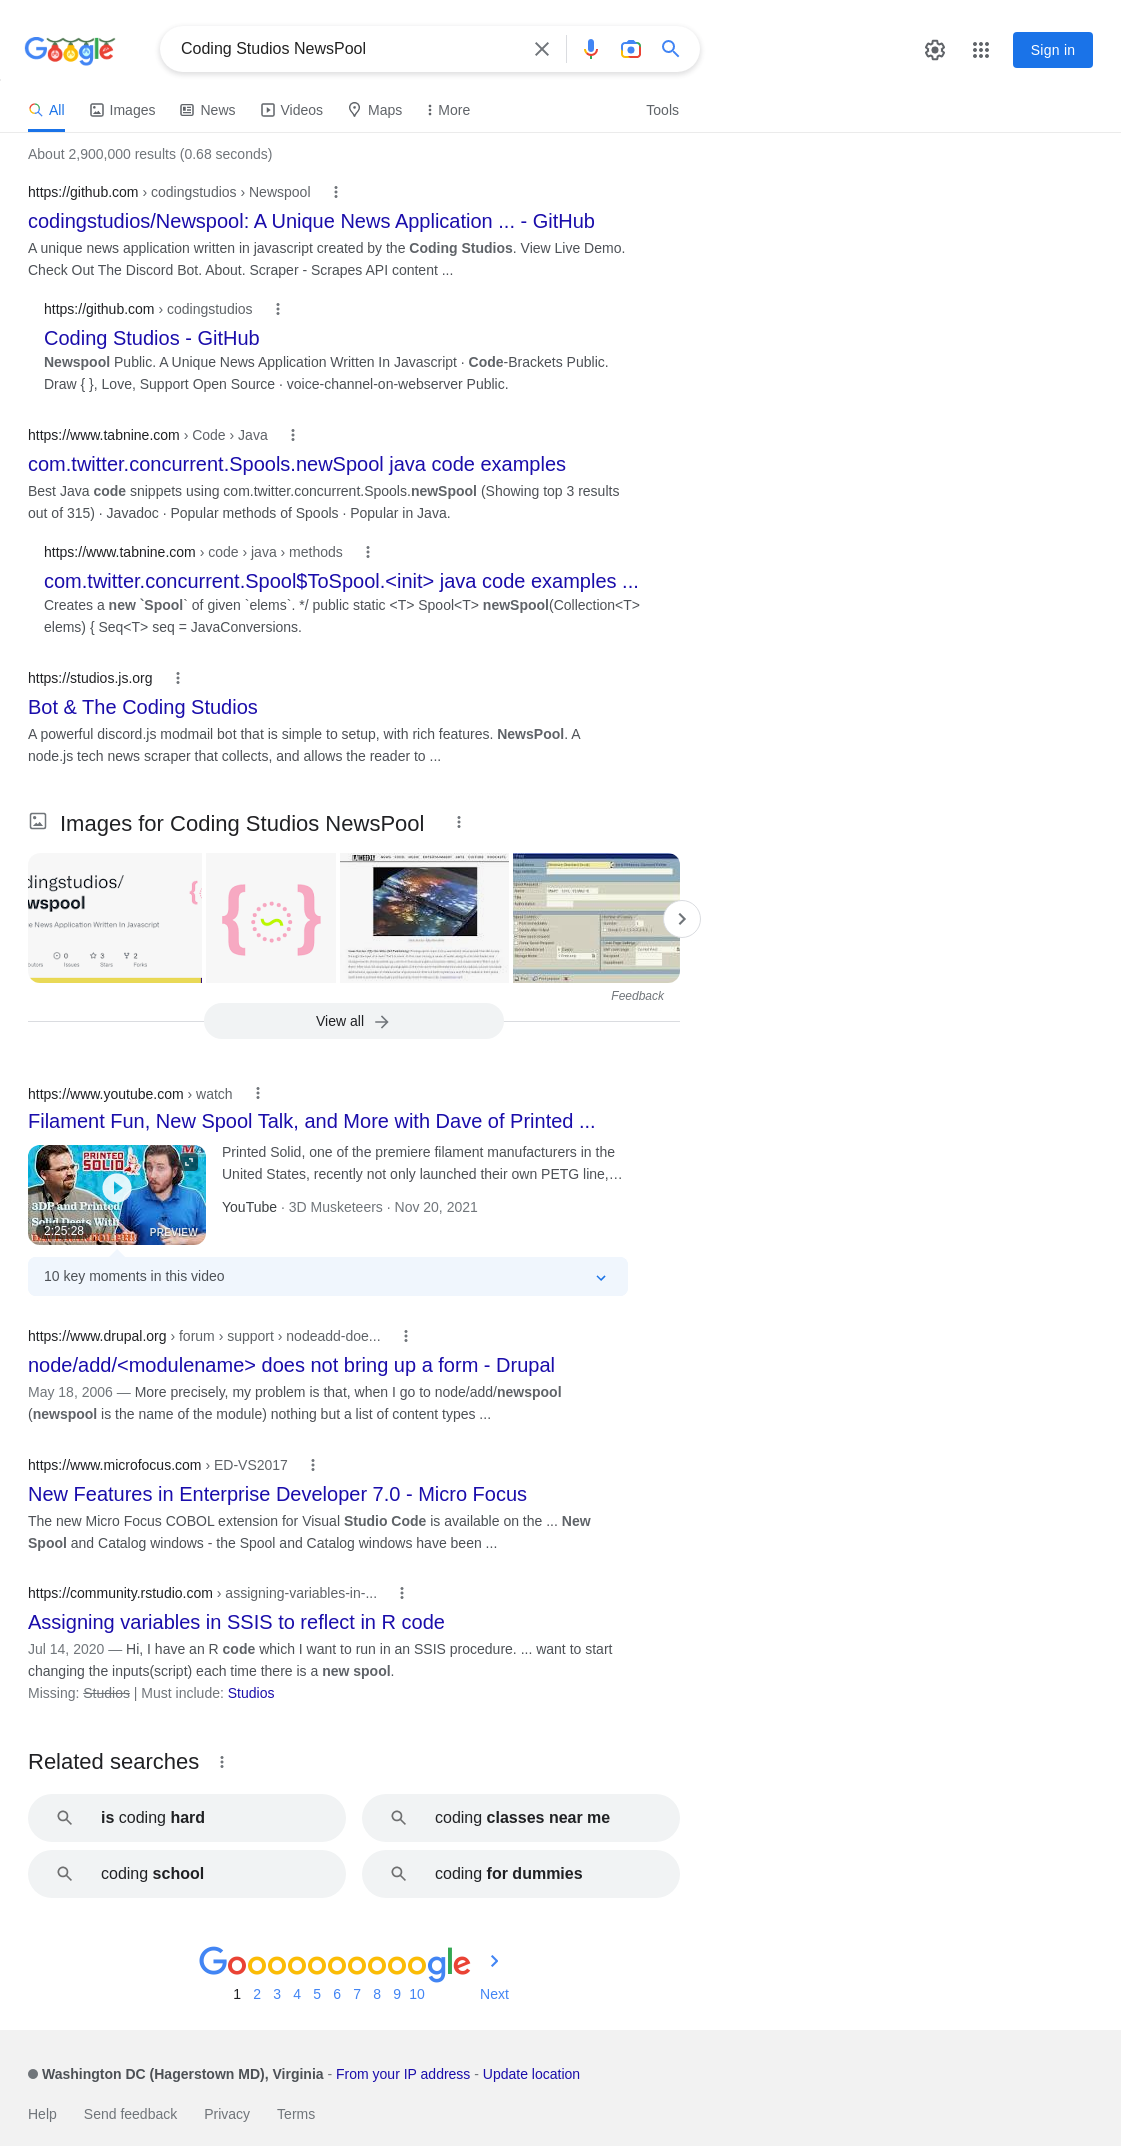 Google
Coding Studios NewsPool
Sign in
All
Images
News
Videos
Maps
More
Tools
About 2,900,000 results (0.68 seconds)
https://github.com › codingstudios › Newspool
codingstudios/Newspool: A Unique News Application ... - GitHub
A unique news application written in javascript created by the Coding Studios. View Live Demo.
Check Out The Discord Bot. About. Scraper - Scrapes API content ...
https://github.com › codingstudios
Coding Studios - GitHub
Newspool Public. A Unique News Application Written In Javascript · Code-Brackets Public.
Draw { }, Love, Support Open Source · voice-channel-on-webserver Public.
https://www.tabnine.com › Code › Java
com.twitter.concurrent.Spools.newSpool java code examples
Best Java code snippets using com.twitter.concurrent.Spools.newSpool (Showing top 3 results
out of 315) · Javadoc · Popular methods of Spools · Popular in Java.
https://www.tabnine.com › code › java › methods
com.twitter.concurrent.Spool$ToSpool.<init> java code examples ...
Creates a new `Spool` of given `elems`. */ public static <T> Spool<T> newSpool(Collection<T>
elems) { Seq<T> seq = JavaConversions.
https://studios.js.org
Bot & The Coding Studios
A powerful discord.js modmail bot that is simple to setup, with rich features. NewsPool. A
node.js tech news scraper that collects, and allows the reader to ...
Images for Coding Studios NewsPool
dingstudios/
wspool
e News Application Written In Javascript
0
Issues
3
Stars
2
Forks
WEEKLY
Feedback
View all
https://www.youtube.com › watch
Filament Fun, New Spool Talk, and More with Dave of Printed ...
PRINTED
SOLID
3DP and Printed
Solid Deets With
2:25:28
PREVIEW
Printed Solid, one of the premiere filament manufacturers in the
United States, recently not only launched their own PETG line,...
YouTube · 3D Musketeers · Nov 20, 2021
10 key moments in this video
https://www.drupal.org › forum › support › nodeadd-doe...
node/add/<modulename> does not bring up a form - Drupal
May 18, 2006 — More precisely, my problem is that, when I go to node/add/newspool
(newspool is the name of the module) nothing but a list of content types ...
https://www.microfocus.com › ED-VS2017
New Features in Enterprise Developer 7.0 - Micro Focus
The new Micro Focus COBOL extension for Visual Studio Code is available on the ... New
Spool and Catalog windows - the Spool and Catalog windows have been ...
https://community.rstudio.com › assigning-variables-in-...
Assigning variables in SSIS to reflect in R code
Jul 14, 2020 — Hi, I have an R code which I want to run in an SSIS procedure. ... want to start
changing the inputs(script) each time there is a new spool.
Missing: Studios | Must include: Studios
Related searches
is coding hard
coding classes near me
coding school
coding for dummies
Goooooooooogle
1 2 3 4 5 6 7 8 9 10 Next
Washington DC (Hagerstown MD), Virginia - From your IP address - Update location
Help Send feedback Privacy Terms